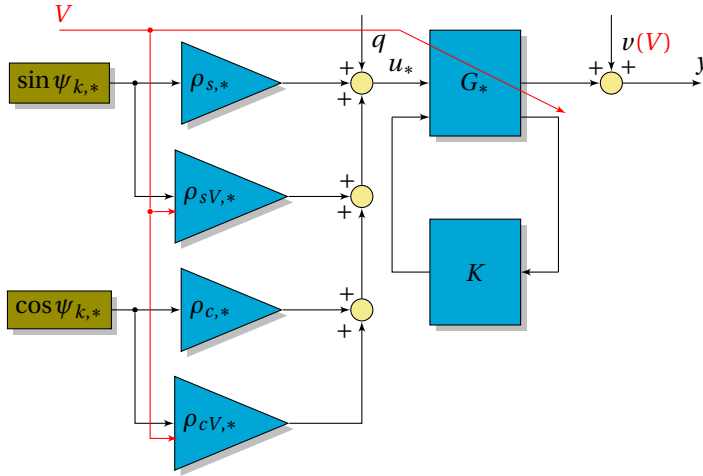 V
q
v(V)
sin ψk,∗
ρs,∗
+
+
u∗
G∗
+
+
y
ρsV,∗
+
+
K
cos ψk,∗
ρc,∗
+
+
ρcV,∗